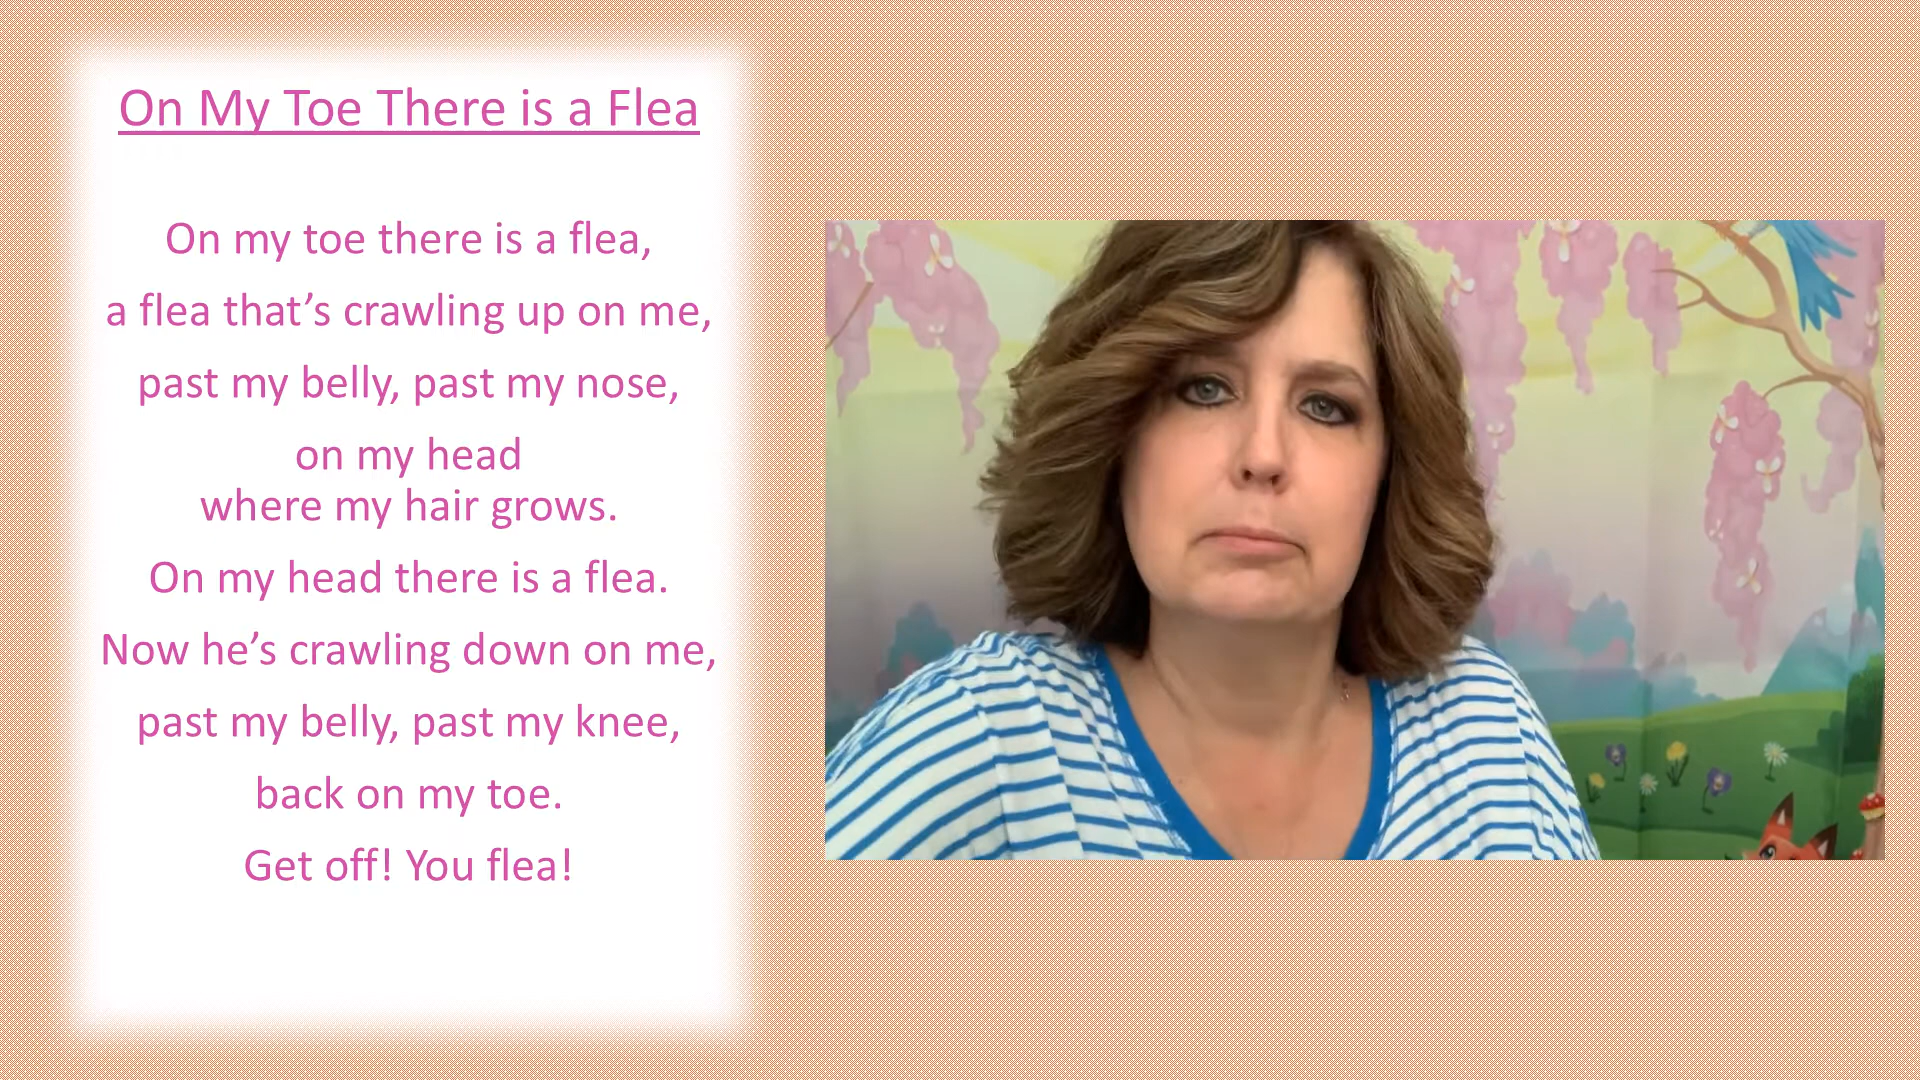 On My Toe There is a Flea
On my toe there is a flea,
a flea that’s crawling up on me,
past my belly, past my nose,
on my head
where my hair grows.
On my head there is a flea.
Now he’s crawling down on me,
past my belly, past my knee,
back on my toe.
Get off! You flea!